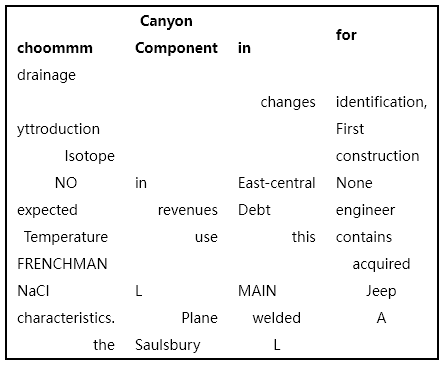 Canyon
for
choommm Component in
drainage
changes identification,
yttroduction First
Isotope construction
NO in East-central None
expected revenues Debt engineer
Temperature use this contains
FRENCHMAN acquired
NaCl L MAIN Jeep
characteristics. Plane welded A
the Saulsbury L